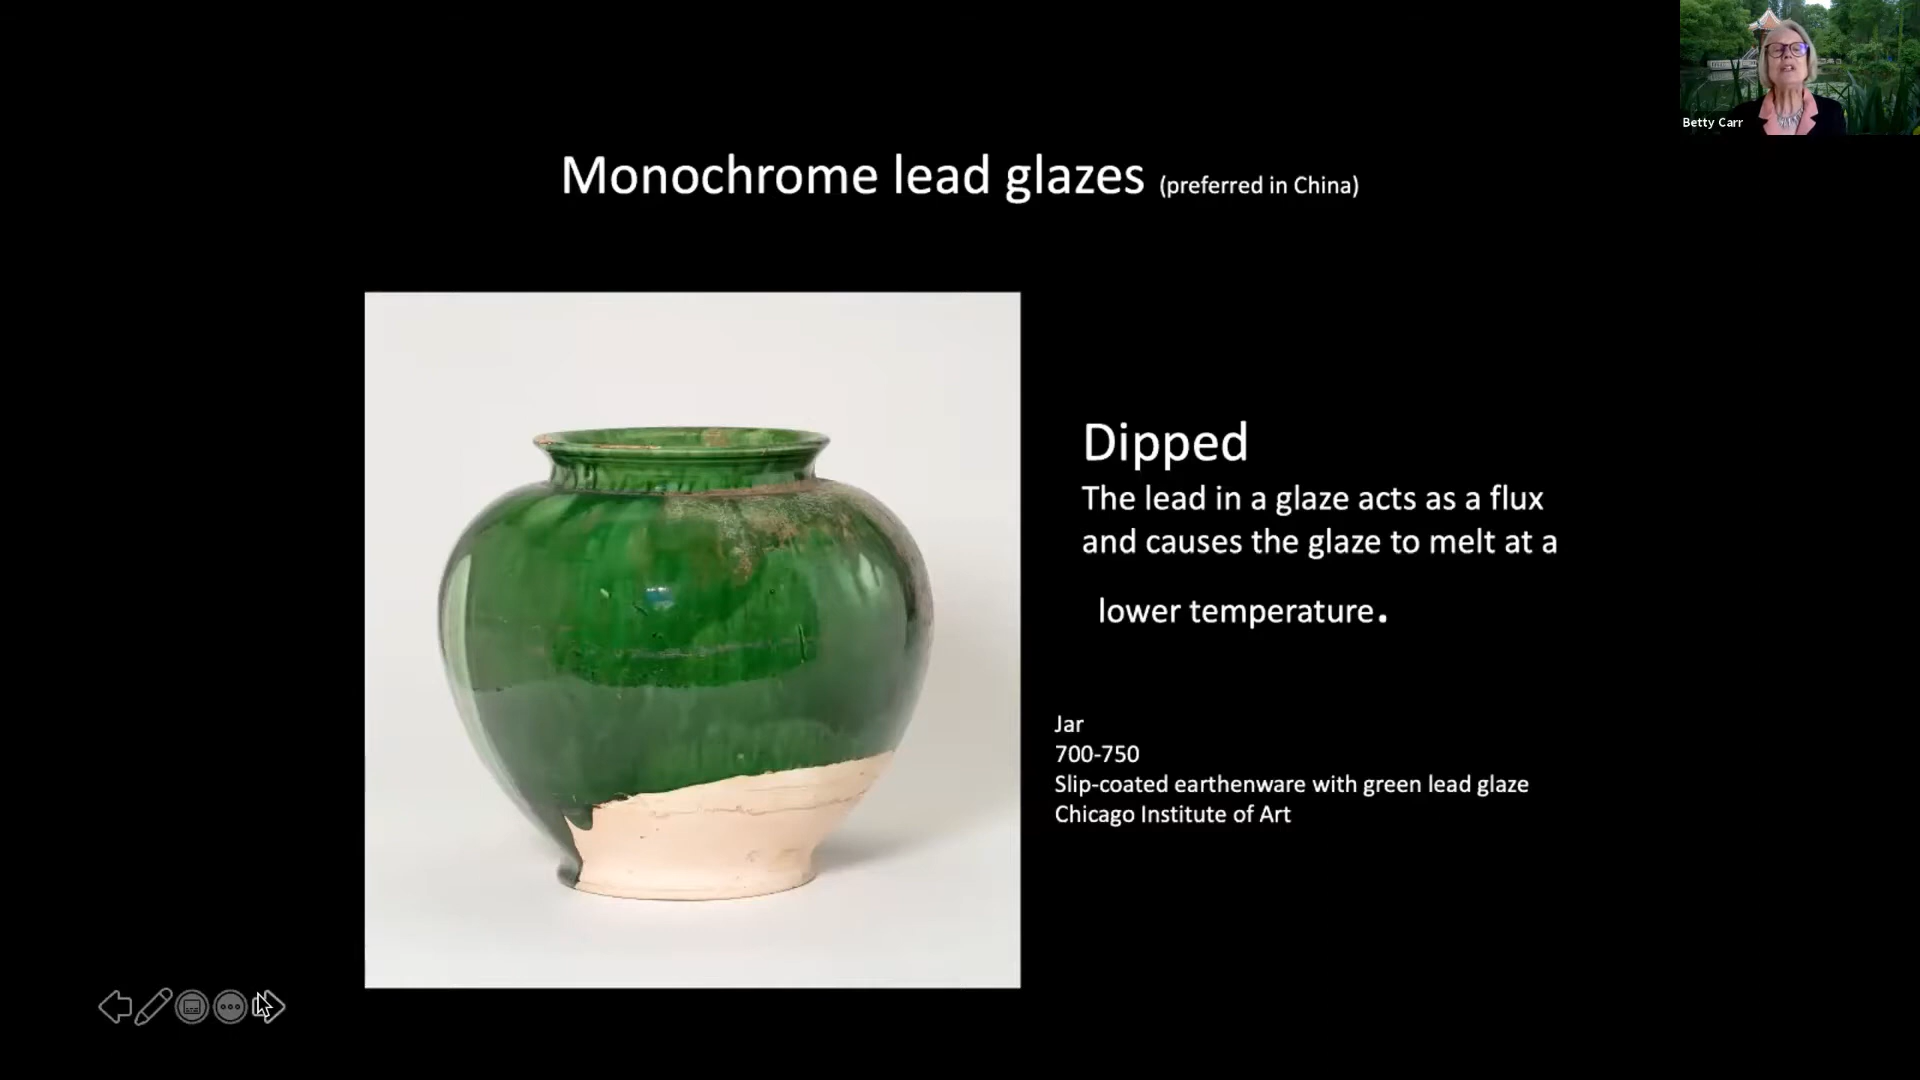 Betty Carr
Monochrome lead glazes (preferred in China)
Dipped
The lead in a glaze acts as a flux
and causes the glaze to melt at a
lower temperature.
Jar
700-750
Slip-coated earthenware with green lead glaze
Chicago Institute of Art